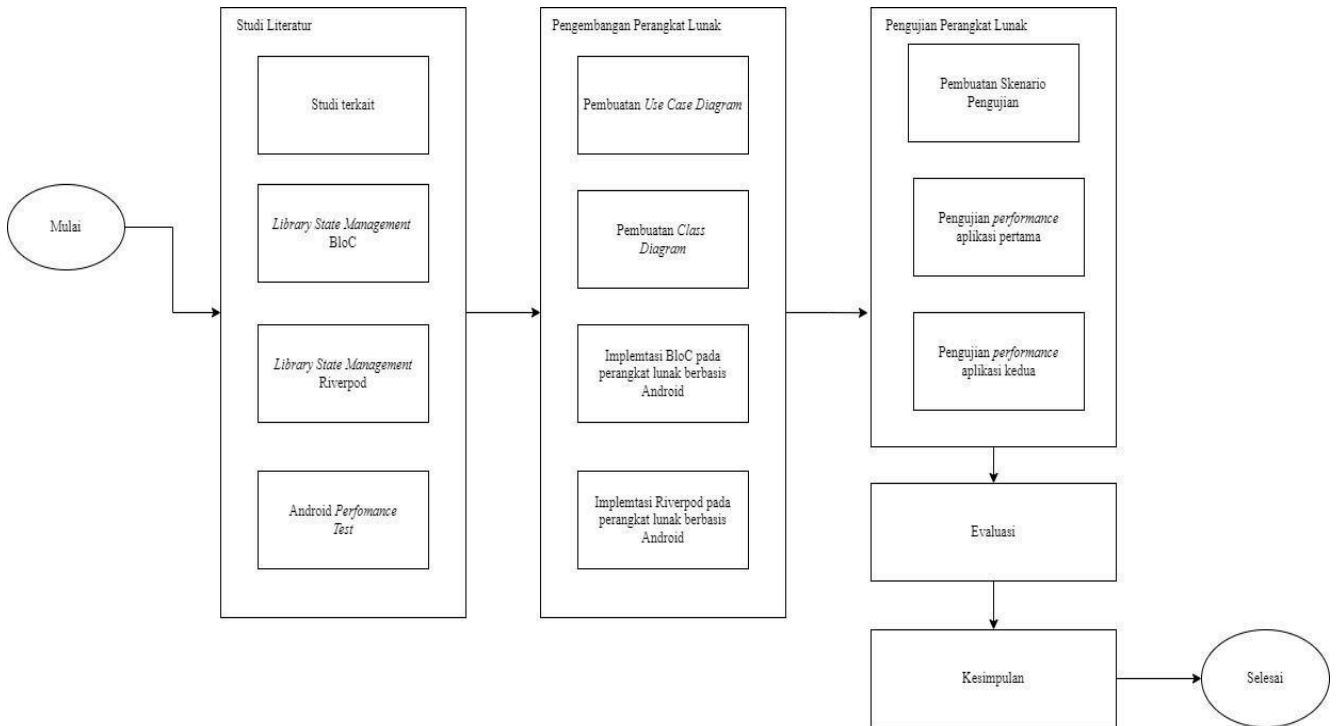 Mulai
Studi Literatur
Studi terkait
Library State Management
BloC
Library State Management
Riverpod
Android Perfomance
Test
Pengembangan Perangkat Lunak
Pembuatan Use Case Diagram
Pembuatan Class
Diagram
Implemtasi BloC pada
perangkat lunak berbasis
Android
Implemtasi Riverpod pada
perangkat lunak berbasis
Android
Pengujian Perangkat Lunak
Pembuatan Skenario
Pengujian
Pengujian performance
aplikasi pertama
Pengujian performance
aplikasi kedua
Evaluasi
Kesimpulan
Selesai